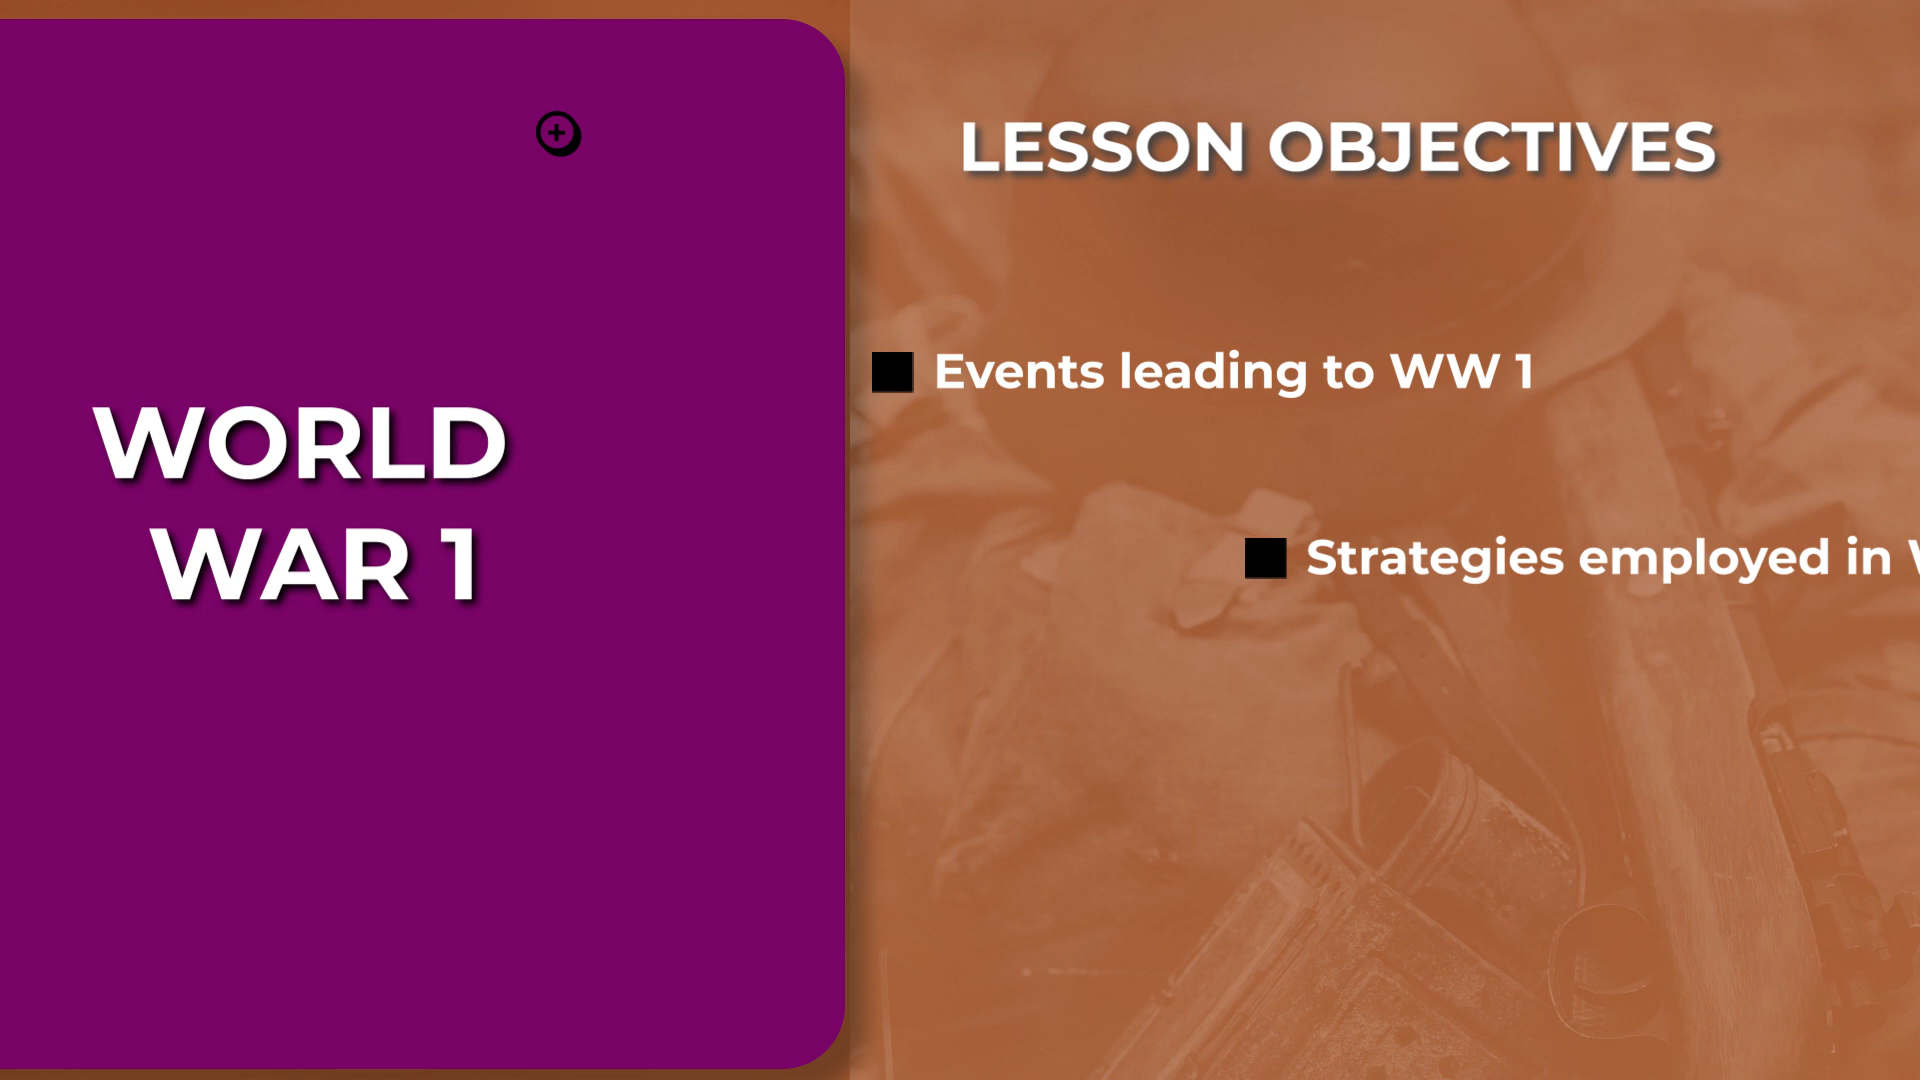 WORLD
WAR 1
LESSON OBJECTIVES
Events leading to WW 1
Strategies employed in